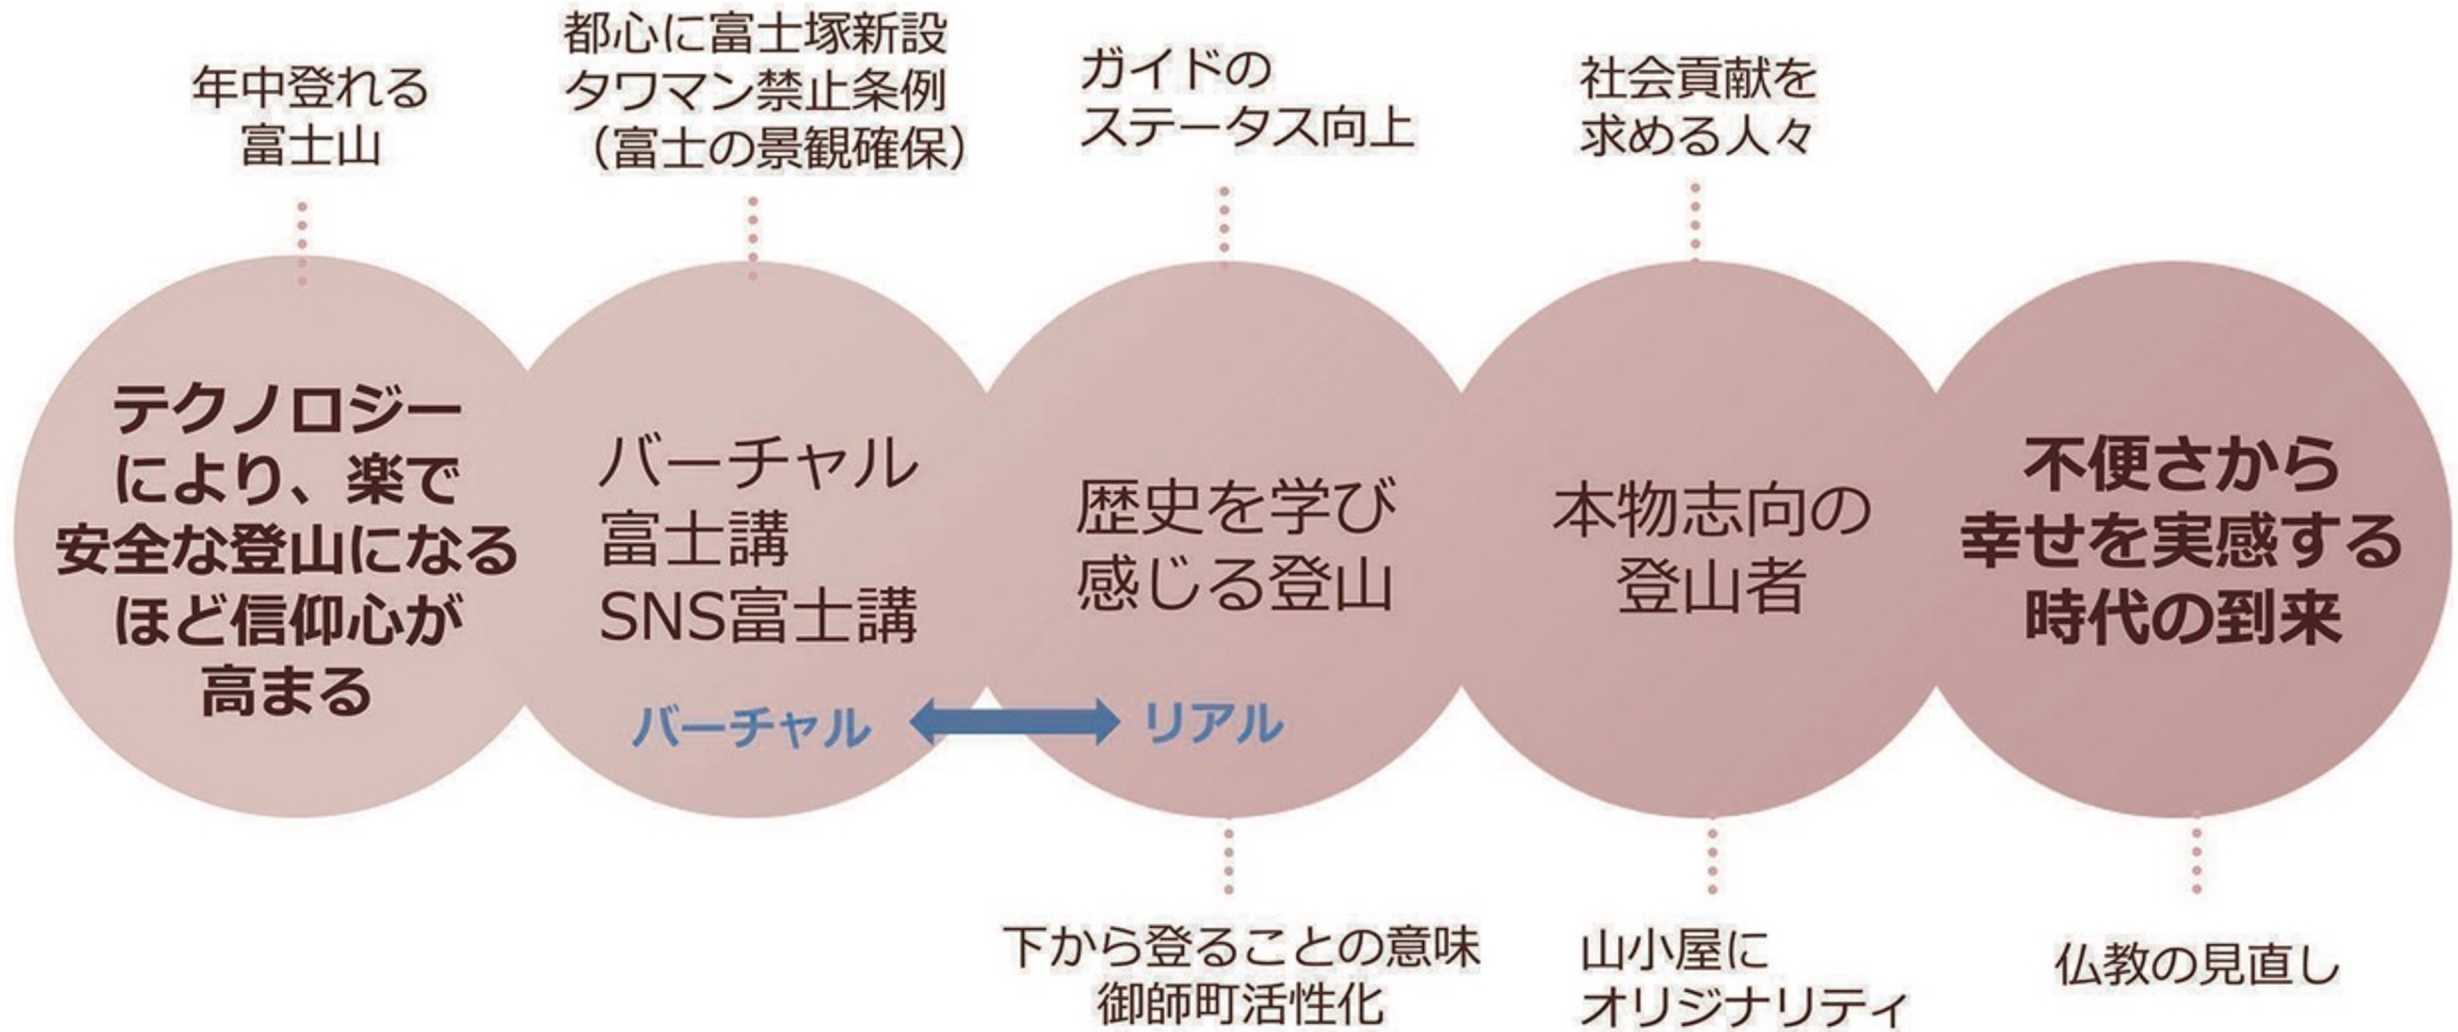 年中登れる
富士山
都心に富士塚新設
タワマン禁止条例
（富士の景観確保）
ガイドの
ステータス向上
社会貢献を
求める人々
テクノロジー
により、楽で
安全な登山になる
ほど信仰心が
高まる
バーチャル
富士講
SNS富士講
歴史を学び
感じる登山
本物志向の
登山者
不便さから
幸せを実感する
時代の到来
バーチャル
リアル
下から登ることの意味
御師町活性化
山小屋に
オリジナリティ
仏教の見直し